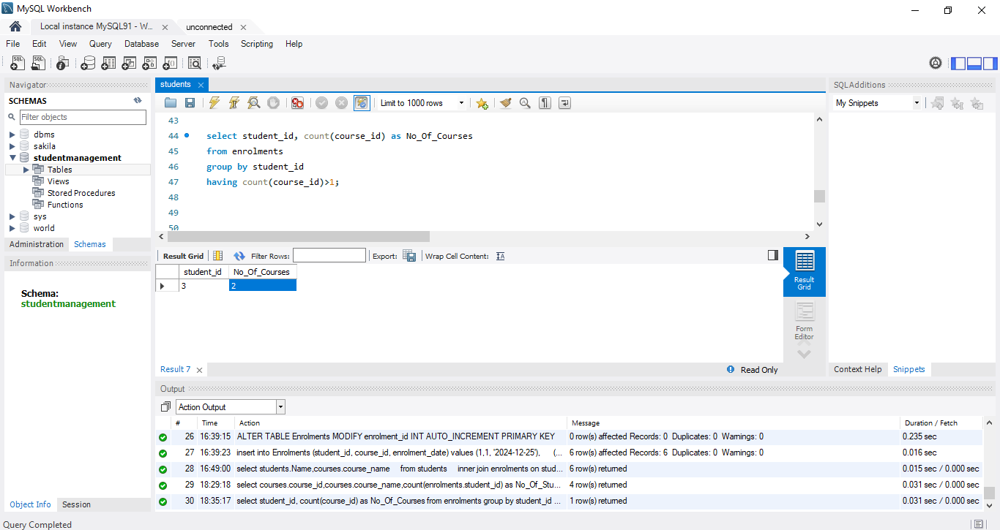 MySQL Workbench
Local instance MySQL91 - W...
unconnected
File Edit View Query Database Server Tools Scripting Help
Navigator
SCHEMAS
Filter objects
dbms
sakila
studentmanagement
Tables
Views
Stored Procedures
Functions
sys
world
Administration Schemas
Information
Schema:
studentmanagement
Object Info Session
students
Limit to 1000 rows
43
44 select student_id, count(course_id) as No_Of_Courses
45 from enrolments
46 group by student_id
47 having count(course_id)>1;
48
49
50
Result Grid Filter Rows: Export: Wrap Cell Content:
student_id No_Of_Courses
3 2
Result Grid
Form Editor
Result 7
Read Only
SQLAdditions
My Snippets
Context Help Snippets
Output
Action Output
# Time Action Message Duration / Fetch
26 16:39:15 ALTER TABLE Enrolments MODIFY enrolment_id INT AUTO_INCREMENT PRIMARY KEY 0 row(s) affected Records: 0 Duplicates: 0 Warnings: 0 0.235 sec
27 16:39:23 insert into Enrolments (student_id, course_id, enrolment_date) values (1,1, '2024-12-25'), (... 6 row(s) affected Records: 6 Duplicates: 0 Warnings: 0 0.016 sec
28 16:49:00 select students.Name,courses.course_name from students inner join enrolments on stud... 6 row(s) returned 0.015 sec / 0.000 sec
29 18:29:18 select courses.course_id,courses.course_name,count(enrolments.student_id) as No_Of_Stu... 4 row(s) returned 0.031 sec / 0.000 sec
30 18:35:17 select student_id, count(course_id) as No_Of_Courses from enrolments group by student_id ... 1 row(s) returned 0.031 sec / 0.000 sec
Query Completed